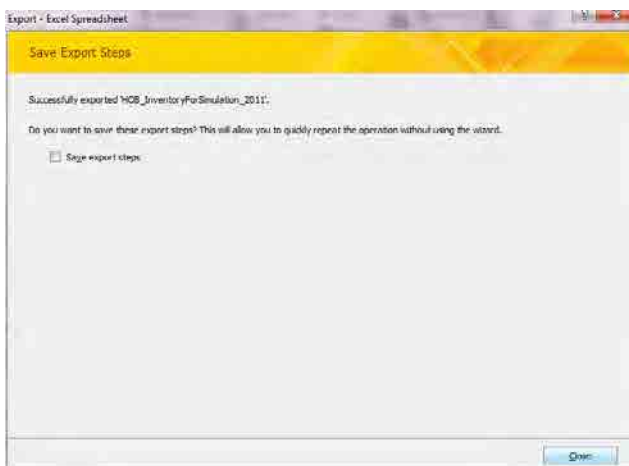 Export - Excel Spreadsheet
Save Export Steps
Successfully exported 'HOB_InventoryForSimulation_2011'.
Do you want to save these export steps? This will allow you to quickly repeat the operation without using the wizard.
Save export steps
Close